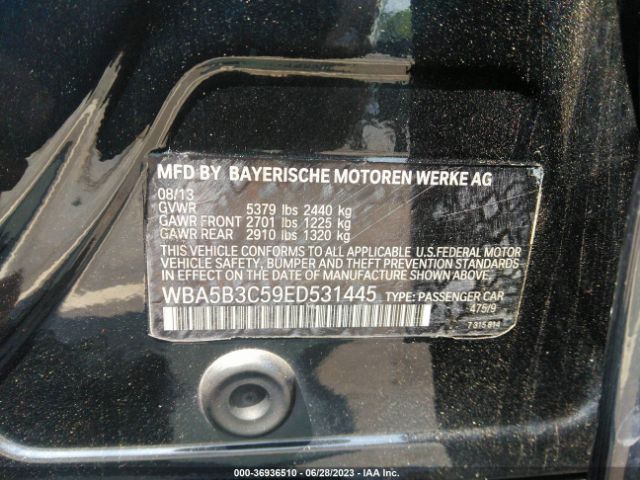 MFD BY BAYERISCHE MOTOREN WERKE AG
08/13
GVWR 5379 lbs 2440 kg
GAWR FRONT 2701 lbs 1225 kg
GAWR REAR 2910 lbs 1320 kg
THIS VEHICLE CONFORMS TO ALL APPLICABLE U.S.FEDERAL MOTOR
VEHICLE SAFETY, BUMPER AND THEFT PREVENTION STANDARDS
IN EFFECT ON THE DATE OF MANUFACTURE SHOWN ABOVE.
WBA5B3C59ED531445 TYPE: PASSENGER CAR
475/9
7 315 814
000-36936510 / 06/28/2023 - IAA Inc.